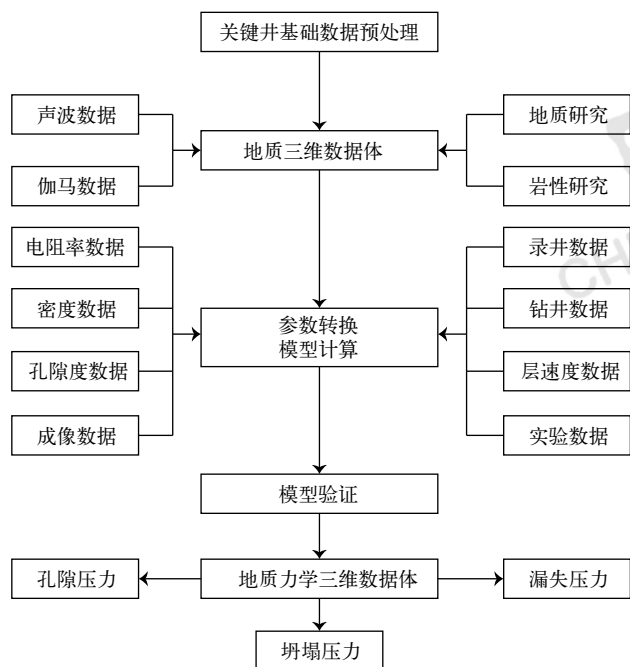 关键井基础数据预处理
声波数据
地质研究
地质三维数据体
伽马数据
岩性研究
电阻率数据
录井数据
密度数据
钻井数据
参数转换
模型计算
孔隙度数据
层速度数据
成像数据
实验数据
模型验证
孔隙压力
地质力学三维数据体
漏失压力
坍塌压力